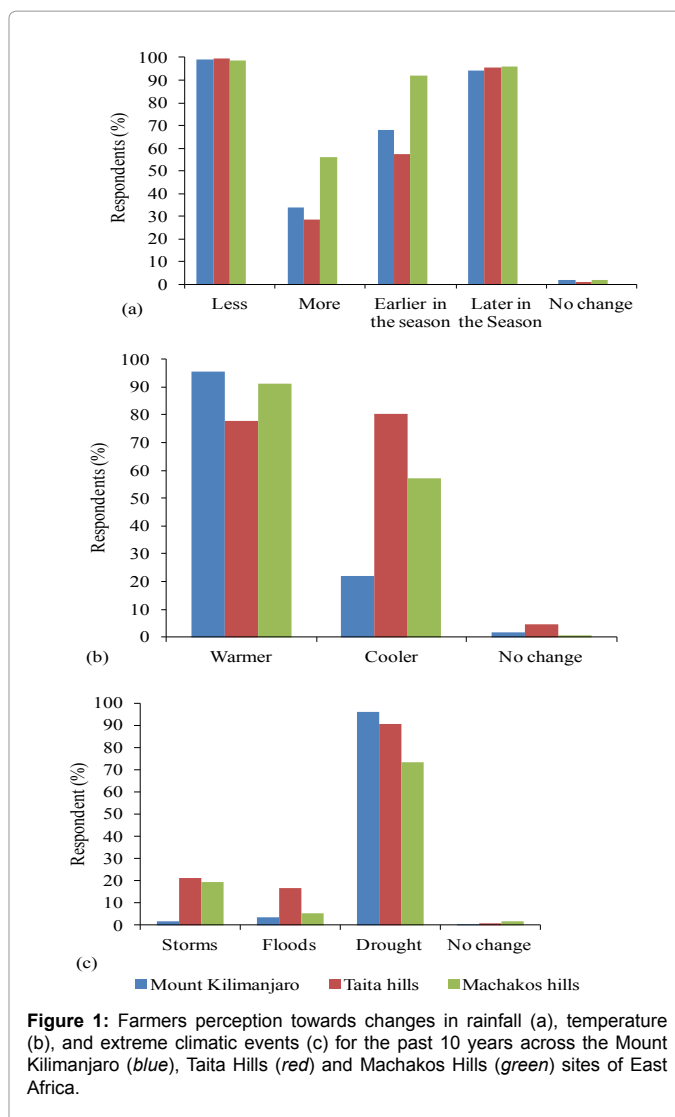 100
90
80
70
60
50
40
30
20
10
0
Respondents (%)
Less More Earlier in the season Later in the Season No change
(a)
100
90
80
70
60
50
40
30
20
10
0
Respondents (%)
Warmer Cooler No change
(b)
100
90
80
70
60
50
40
30
20
10
0
Respondent (%)
Storms Floods Drought No change
(c)
Mount Kilimanjaro Taita hills Machakos hills
Figure 1: Farmers perception towards changes in rainfall (a), temperature
(b), and extreme climatic events (c) for the past 10 years across the Mount
Kilimanjaro (blue), Taita Hills (red) and Machakos Hills (green) sites of East
Africa.